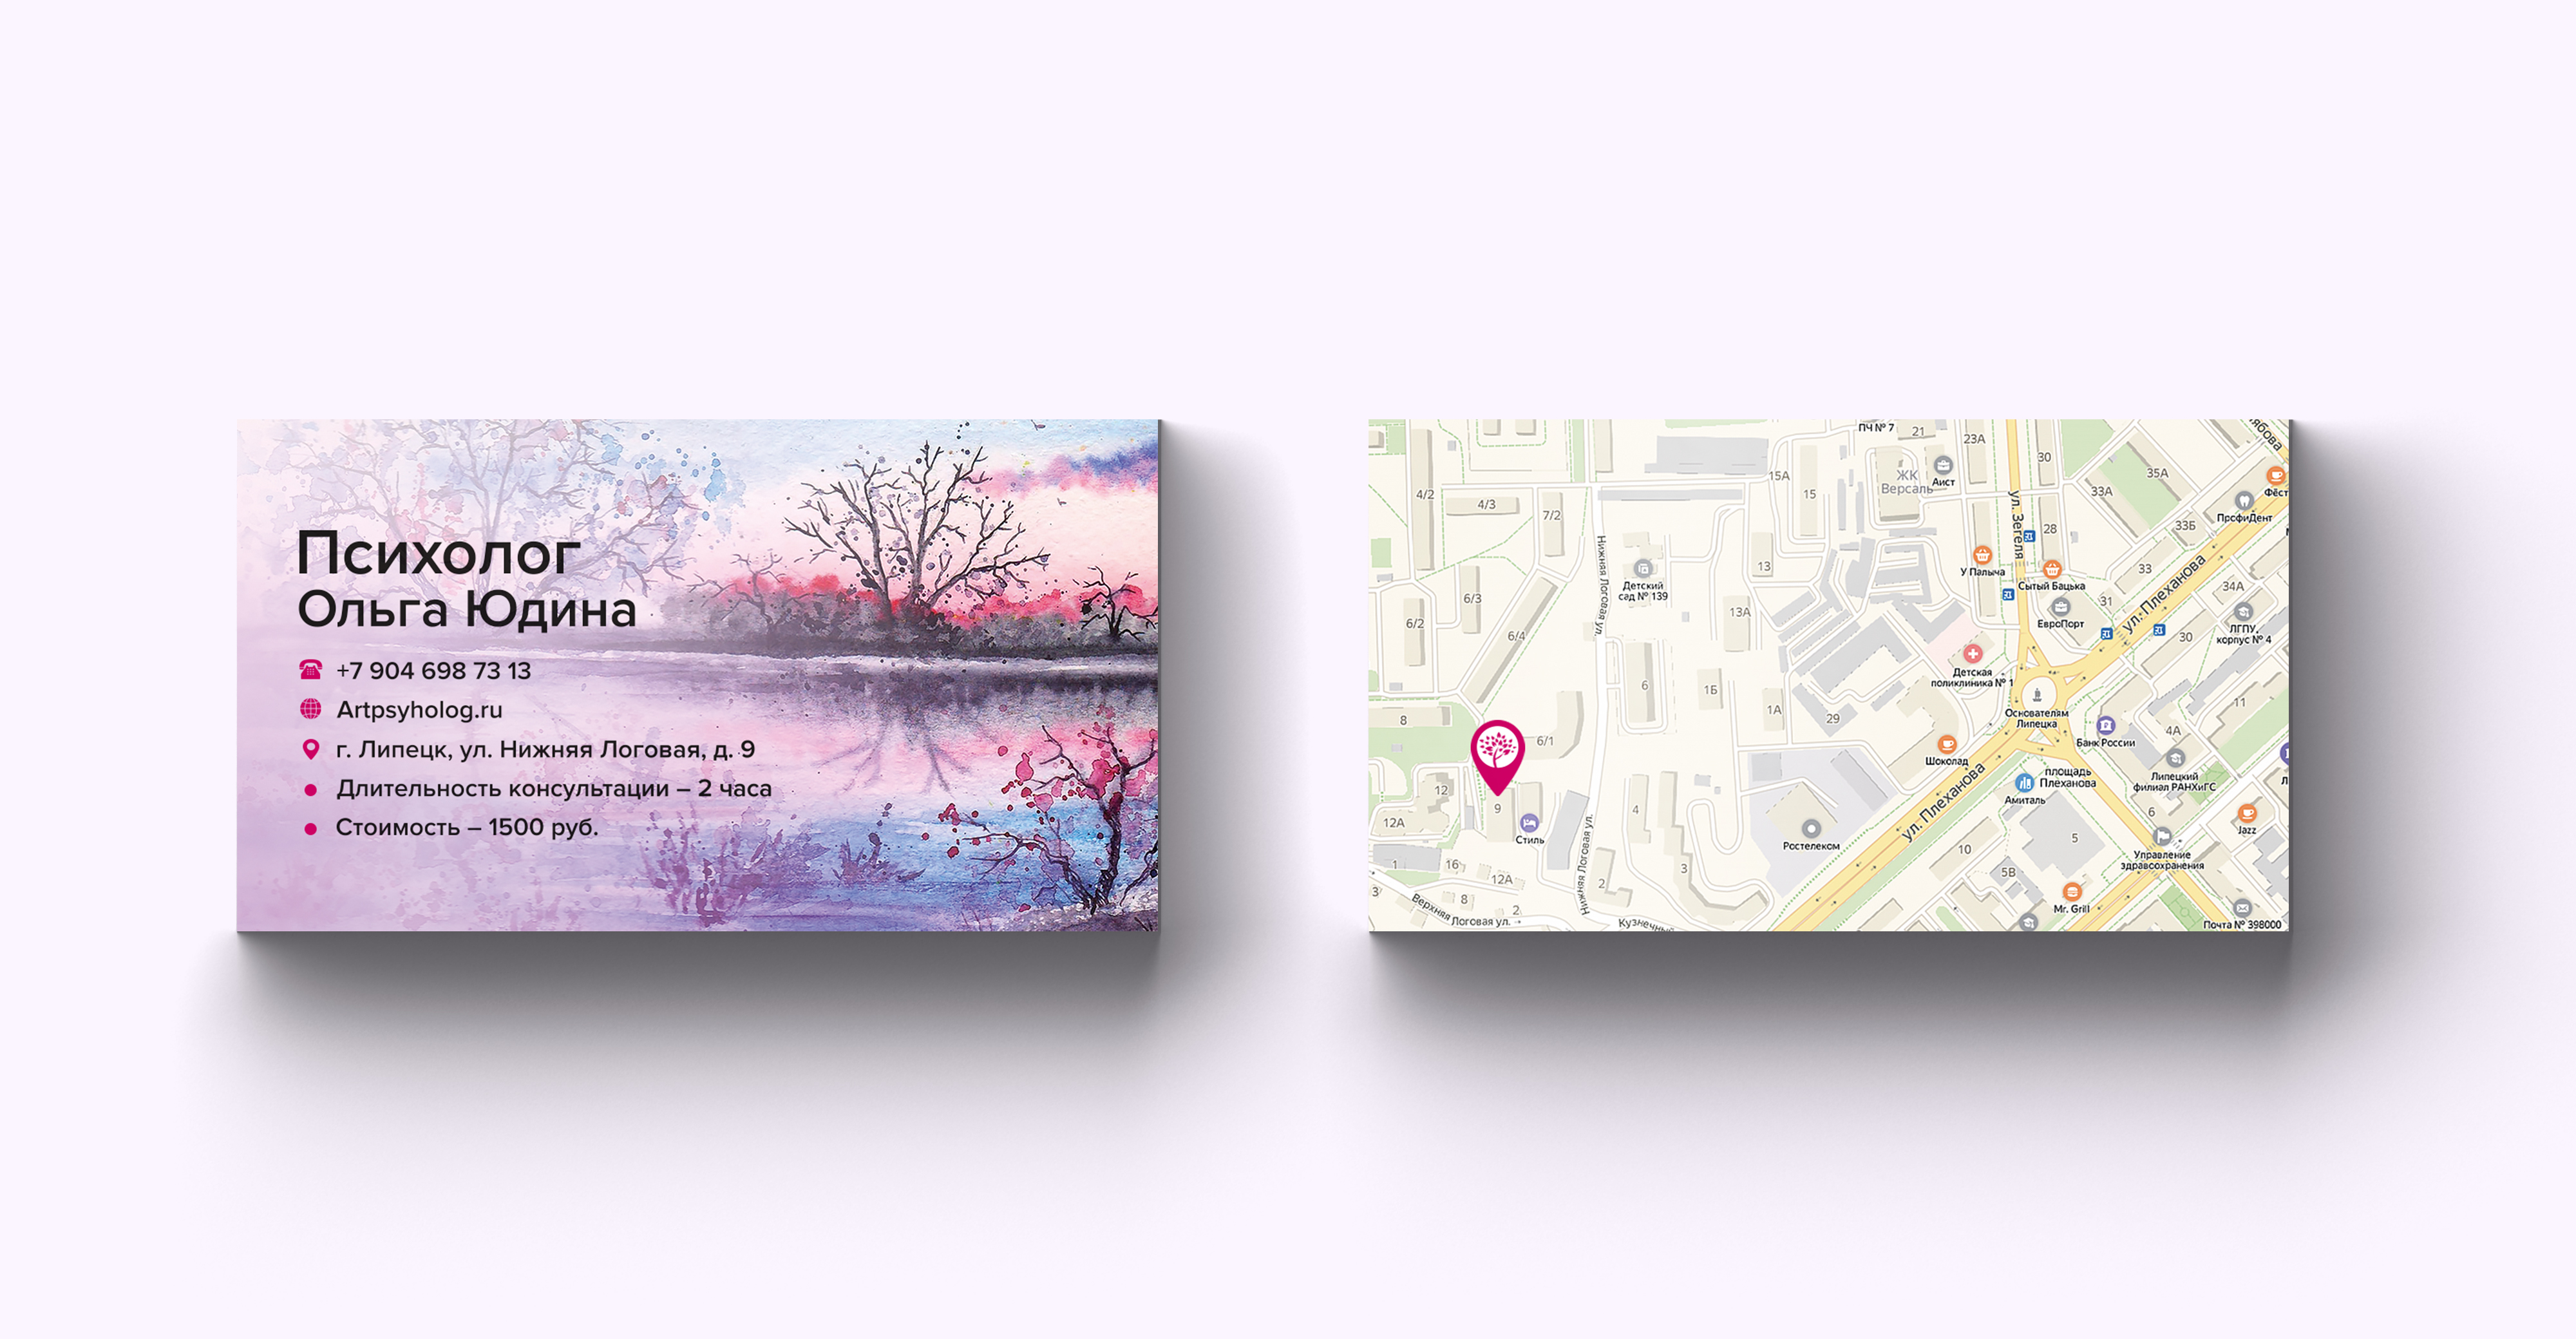 Психолог
Ольга Юдина
+7 904 698 73 13
Artpsyholog.ru
г. Липецк, ул. Нижняя Логовая, д. 9
Длительность консультации – 2 часа
Стоимость – 1500 руб.
ПЧ № 7
21
23А
30
35А
4/2
4/3
7/2
15А
15
ЖК
Версаль
Аист
33А
Фёст
ПрофиДент
ул. Зегеля
28
33Б
Нижняя Логовая ул.
Детский
сад № 139
13
У Палыча
Сытый Бацька
33
34А
6/3
6/2
6/4
13А
31
ЕвроПорт
ул. Плеханова
30
ЛГПУ,
корпус № 4
Детская
поликлиника № 1
6
1Б
1А
29
8
6/1
Основателям
Липецка
11
Банк России
4А
Шоколад
площадь
Плеханова
Амиталь
Липецкий
филиал РАНХиГС
12
9
4
12А
Стиль
Ростелеком
ул. Плеханова
6
5
Jazz
10
Управление
здравоохранения
1
16
12А
3
5В
3
8
2
2
Нижняя Логовая ул.
Верхняя Логовая ул.
Mr. Grill
Почта № 398000